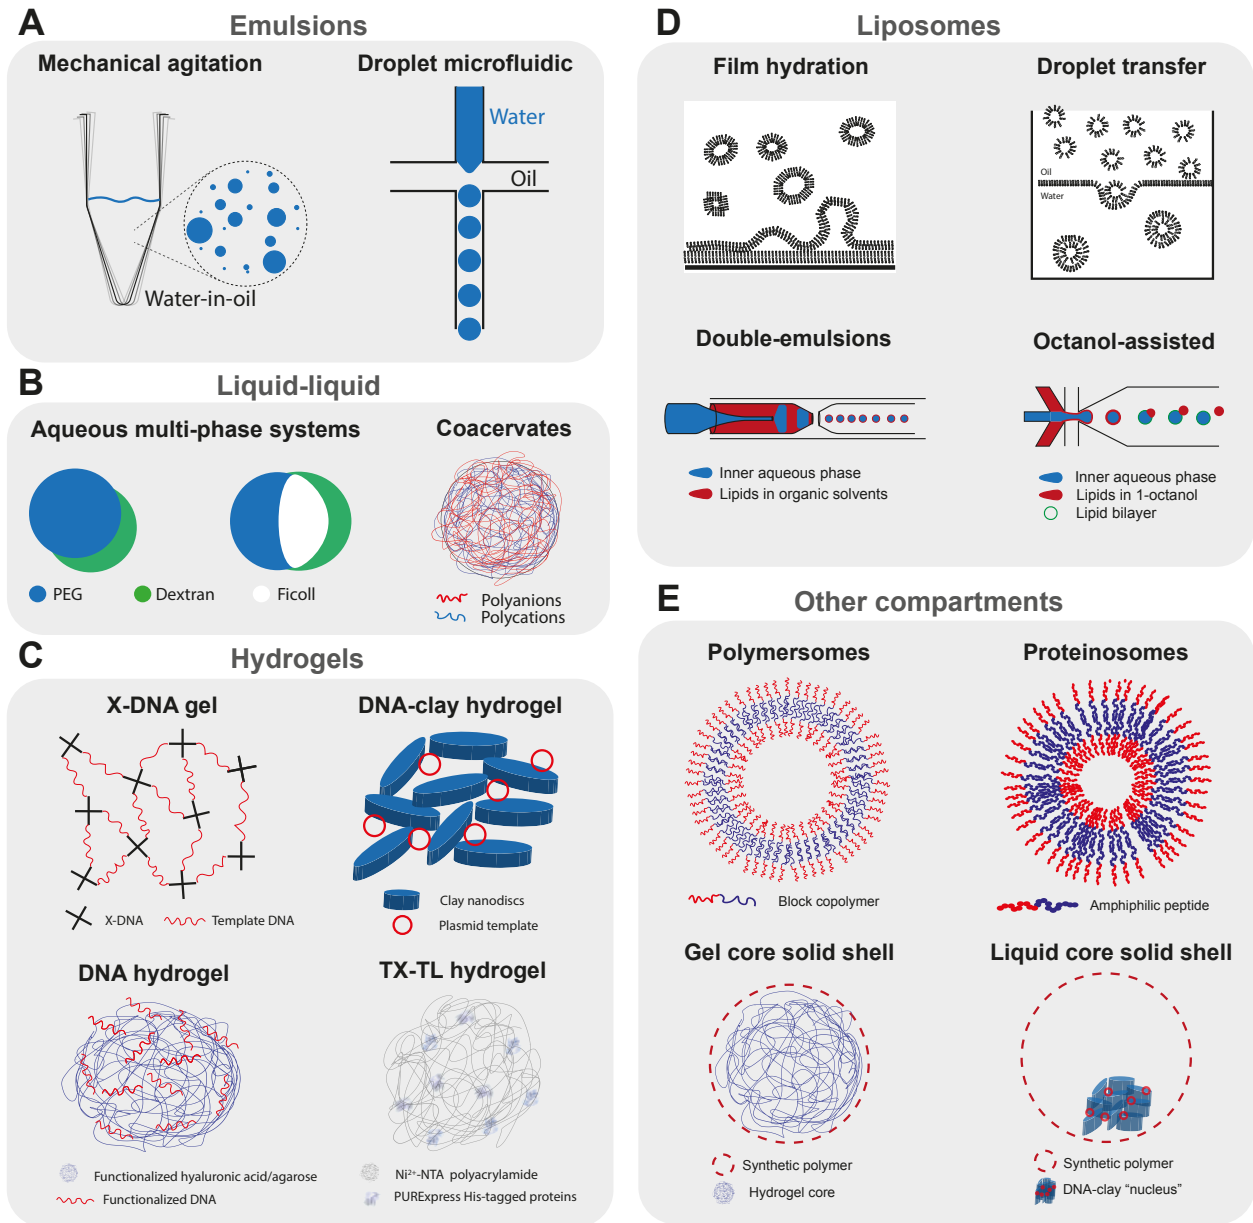 A
Emulsions
Mechanical agitation
Droplet microfluidic
Water
Oil
Water-in-oil
B
Liquid-liquid
Aqueous multi-phase systems
Coacervates
PEG
Dextran
Ficoll
Polyanions
Polycations
C
Hydrogels
X-DNA gel
DNA-clay hydrogel
X-DNA
Template DNA
Clay nanodiscs
Plasmid template
DNA hydrogel
TX-TL hydrogel
Functionalized hyaluronic acid/agarose
Functionalized DNA
Ni²⁺-NTA polyacrylamide
PURExpress His-tagged proteins
D
Liposomes
Film hydration
Droplet transfer
Oil
Water
Double-emulsions
Octanol-assisted
Inner aqueous phase
Lipids in organic solvents
Inner aqueous phase
Lipids in 1-octanol
Lipid bilayer
E
Other compartments
Polymersomes
Proteinosomes
Block copolymer
Amphiphilic peptide
Gel core solid shell
Liquid core solid shell
Synthetic polymer
Hydrogel core
Synthetic polymer
DNA-clay “nucleus”